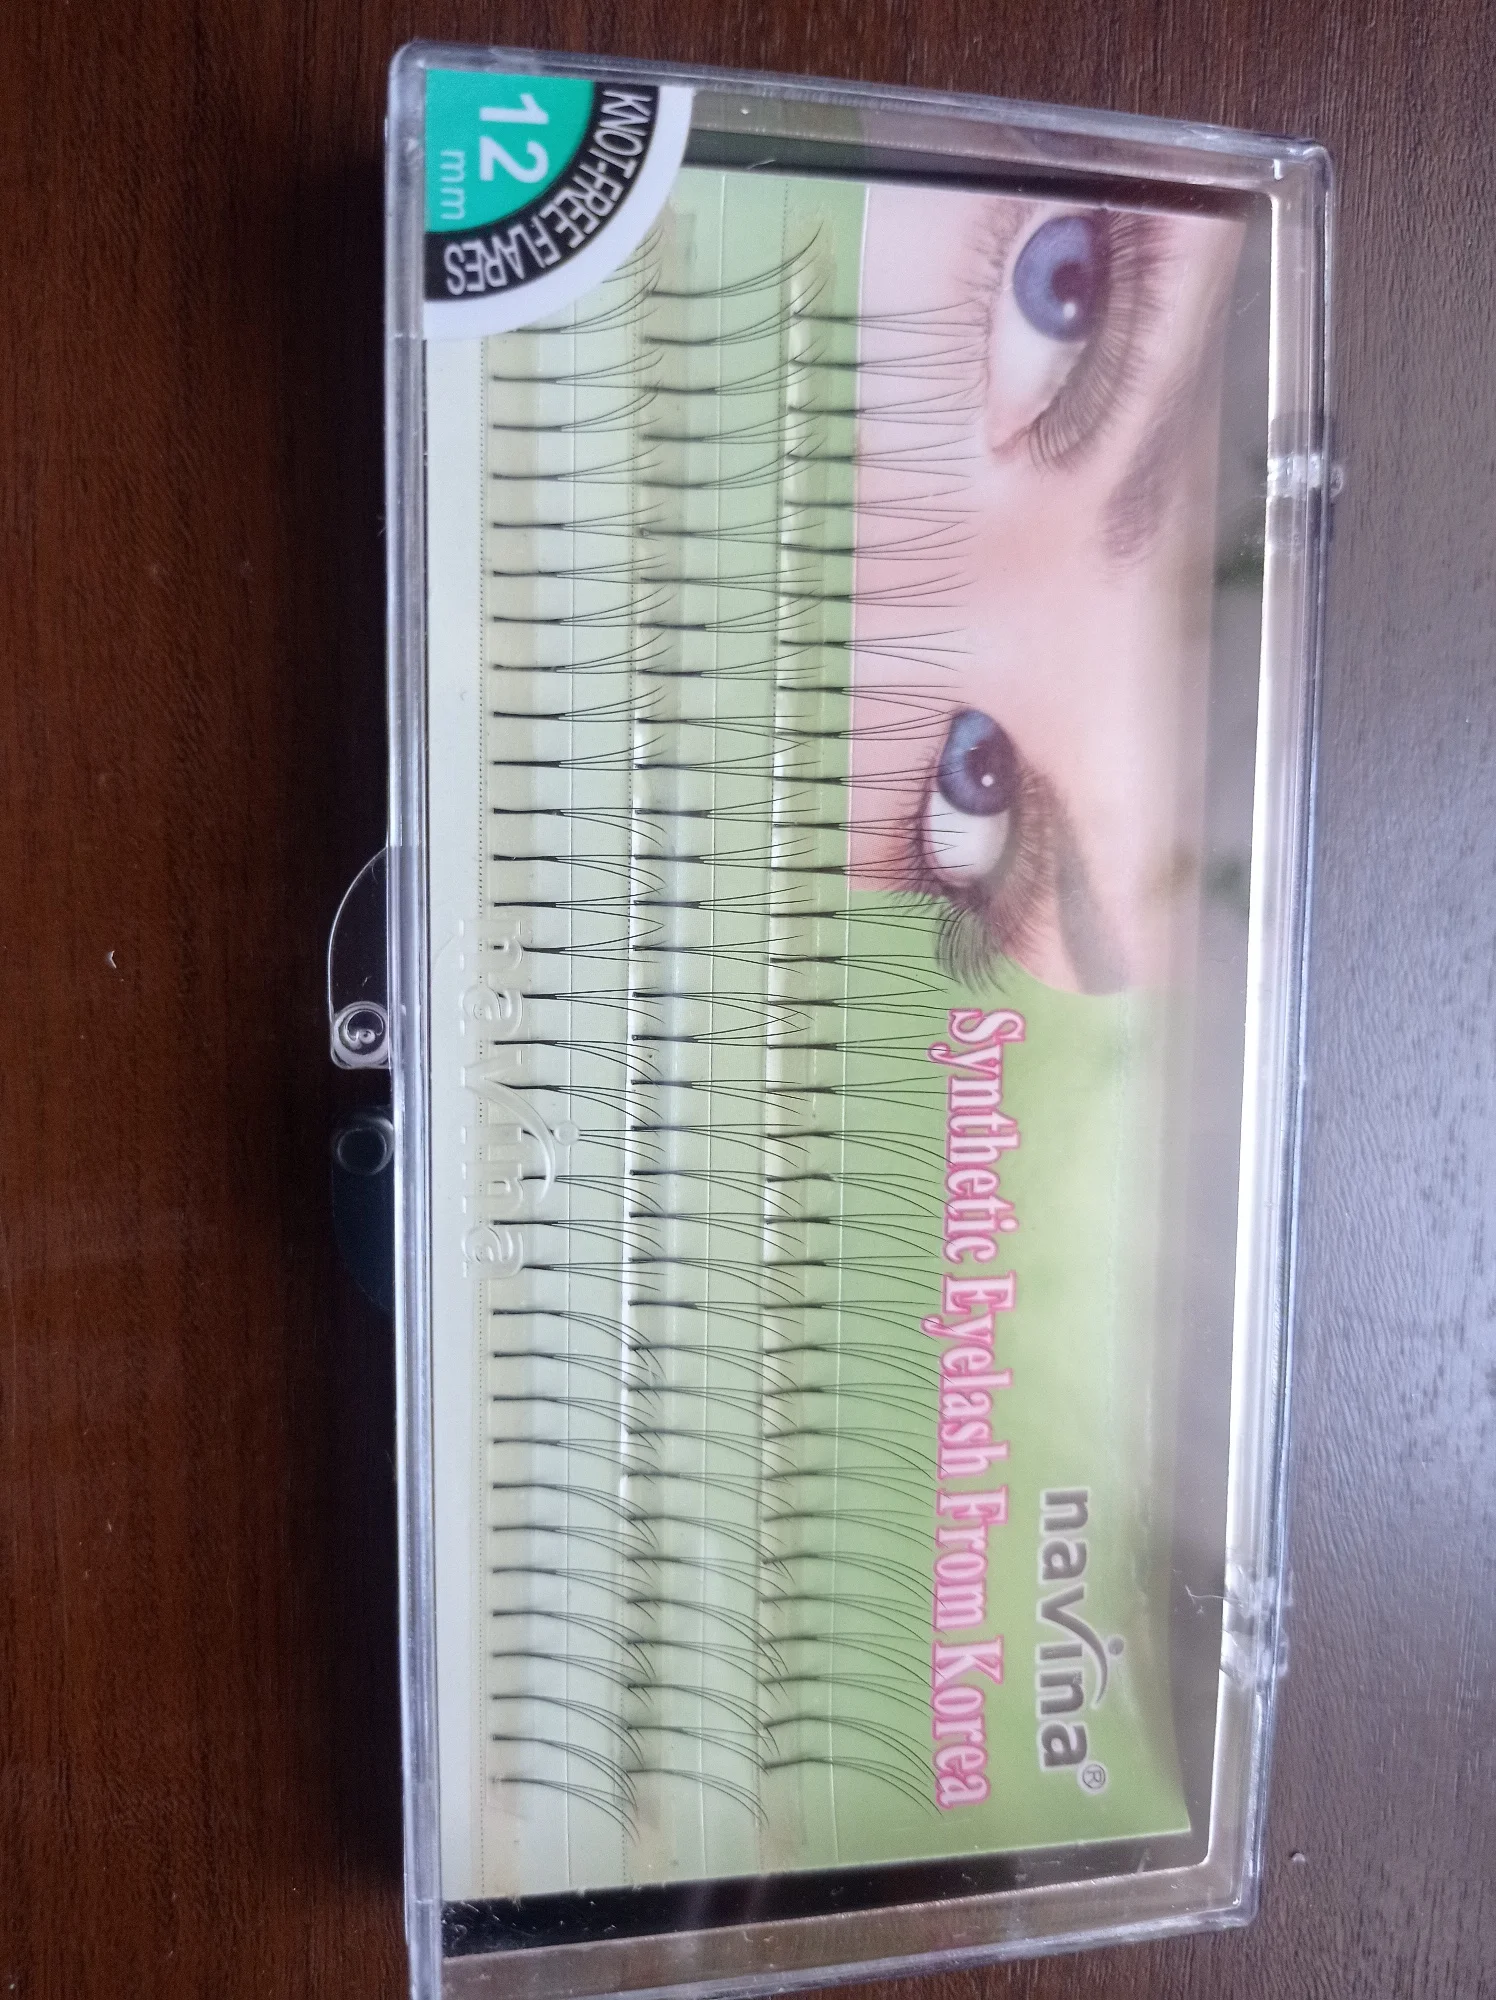 navina®
Synthetic Eyelash From Korea
navina
KNOT-FREE FLARES
12
mm